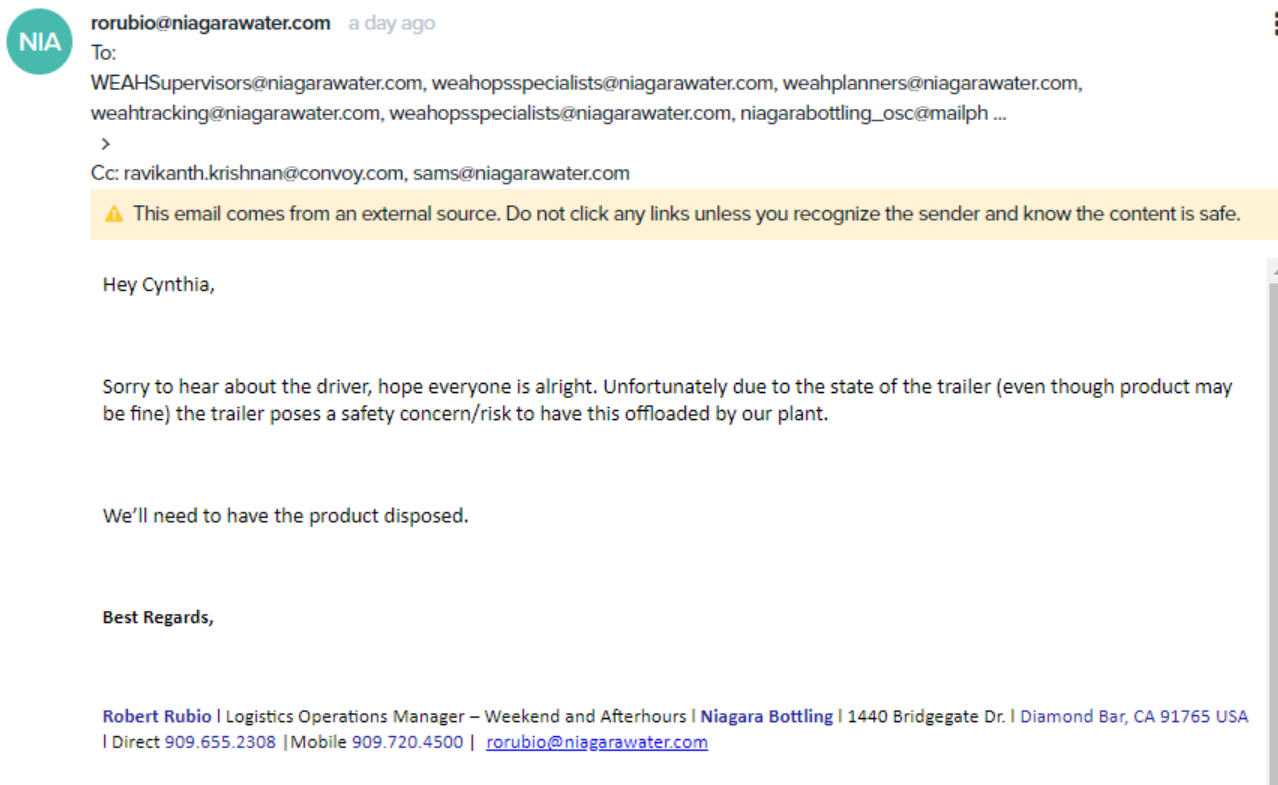 NIA
rorubio@niagarawater.com a day ago
To:
WEAHSupervisors@niagarawater.com, weahopsspecialists@niagarawater.com, weahplanners@niagarawater.com,
weahtracking@niagarawater.com, weahopsspecialists@niagarawater.com, niagarabottling_osc@mailph ...
>
Cc: ravikanth.krishnan@convoy.com, sams@niagarawater.com
This email comes from an external source. Do not click any links unless you recognize the sender and know the content is safe.
Hey Cynthia,
Sorry to hear about the driver, hope everyone is alright. Unfortunately due to the state of the trailer (even though product may
be fine) the trailer poses a safety concern/risk to have this offloaded by our plant.
We'll need to have the product disposed.
Best Regards,
Robert Rubio l Logistics Operations Manager – Weekend and Afterhours l Niagara Bottling l 1440 Bridgegate Dr. l Diamond Bar, CA 91765 USA
l Direct 909.655.2308 |Mobile 909.720.4500 | rorubio@niagarawater.com